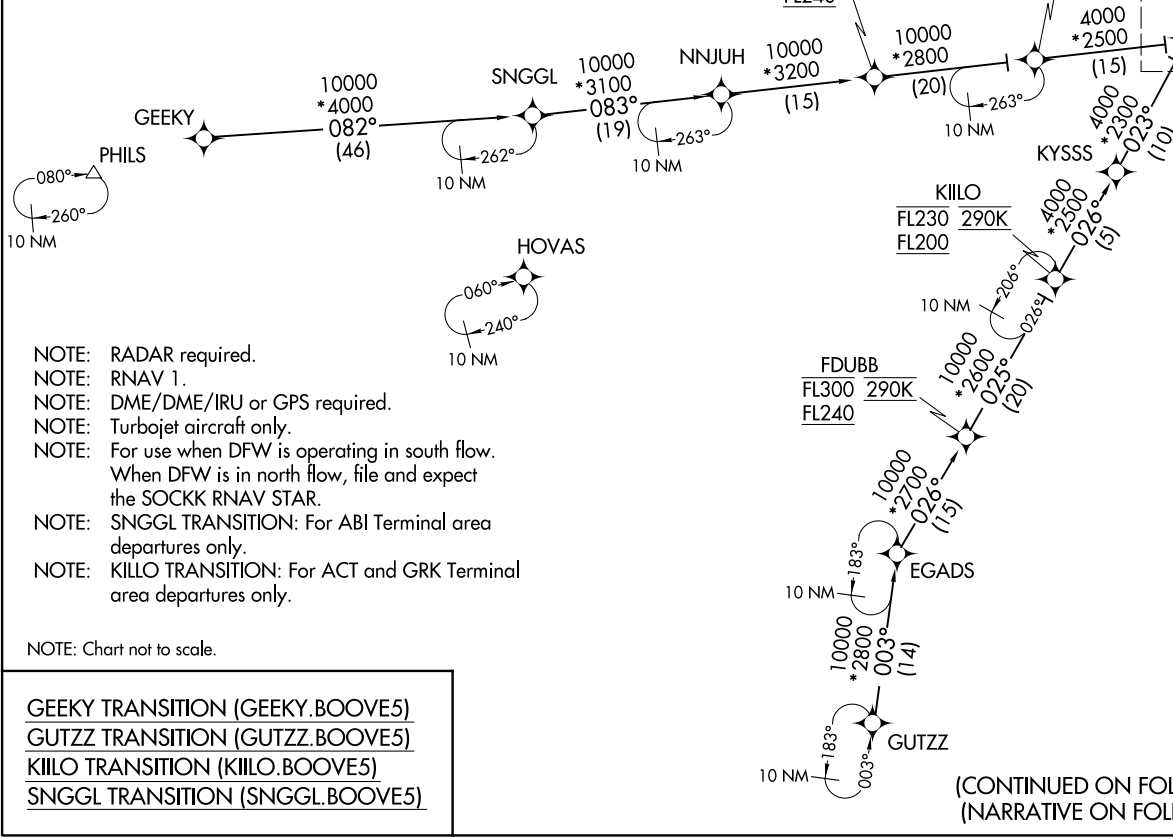 FL240
10000
*2800
(20)
4000
*2500
(15)
NNJUH
10000
*3200
(15)
SNGGL
10000
*3100
083°
(19)
GEEKY
10000
*4000
082°
(46)
PHILS
080°
260°
10 NM
262°
10 NM
263°
10 NM
263°
10 NM
4000
*2300
023°
(10)
KYSSS
4000
*2500
026°
(5)
KIILO
FL230 290K
FL200
206°
026°
10 NM
HOVAS
060°
240°
10 NM
10000
*2600
025°
(20)
FDUBB
FL300 290K
FL240
10000
*2700
026°
(15)
183°
10 NM
EGADS
10000
*2800
003°
(14)
183°
003°
10 NM
GUTZZ
NOTE: RADAR required.
NOTE: RNAV 1.
NOTE: DME/DME/IRU or GPS required.
NOTE: Turbojet aircraft only.
NOTE: For use when DFW is operating in south flow.
When DFW is in north flow, file and expect
the SOCKK RNAV STAR.
NOTE: SNGGL TRANSITION: For ABI Terminal area
departures only.
NOTE: KILLO TRANSITION: For ACT and GRK Terminal
area departures only.
NOTE: Chart not to scale.
GEEKY TRANSITION (GEEKY.BOOVE5)
GUTZZ TRANSITION (GUTZZ.BOOVE5)
KIILO TRANSITION (KIILO.BOOVE5)
SNGGL TRANSITION (SNGGL.BOOVE5)
(CONTINUED ON FOL
(NARRATIVE ON FOLI